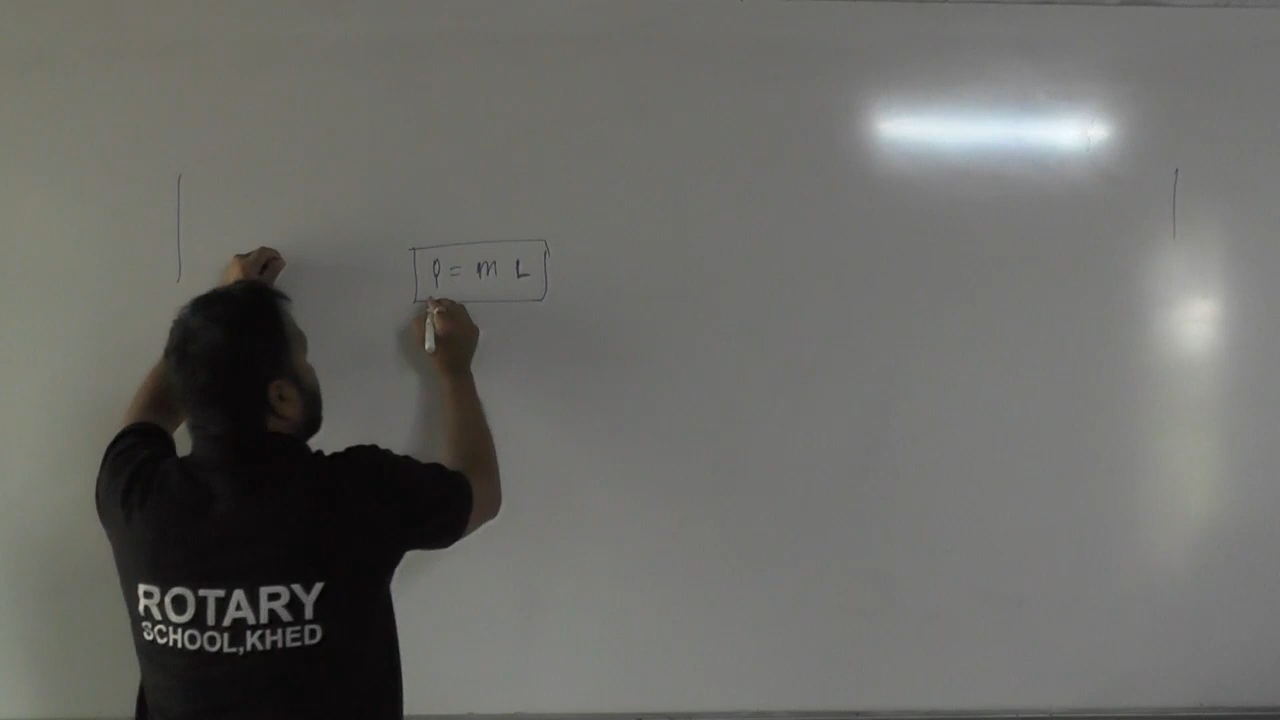 ρ = m L
ROTARY
SCHOOL,KHED